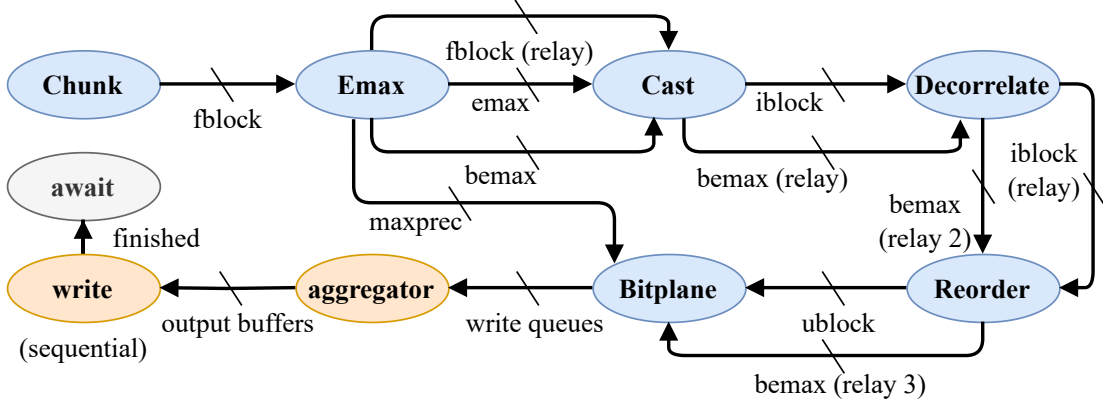 fblock (relay)
Chunk
Emax
Cast
Decorrelate
fblock
emax
iblock
bemax
bemax (relay)
iblock
(relay)
await
maxprec
bemax
(relay 2)
finished
write
aggregator
Bitplane
Reorder
output buffers
write queues
ublock
(sequential)
bemax (relay 3)